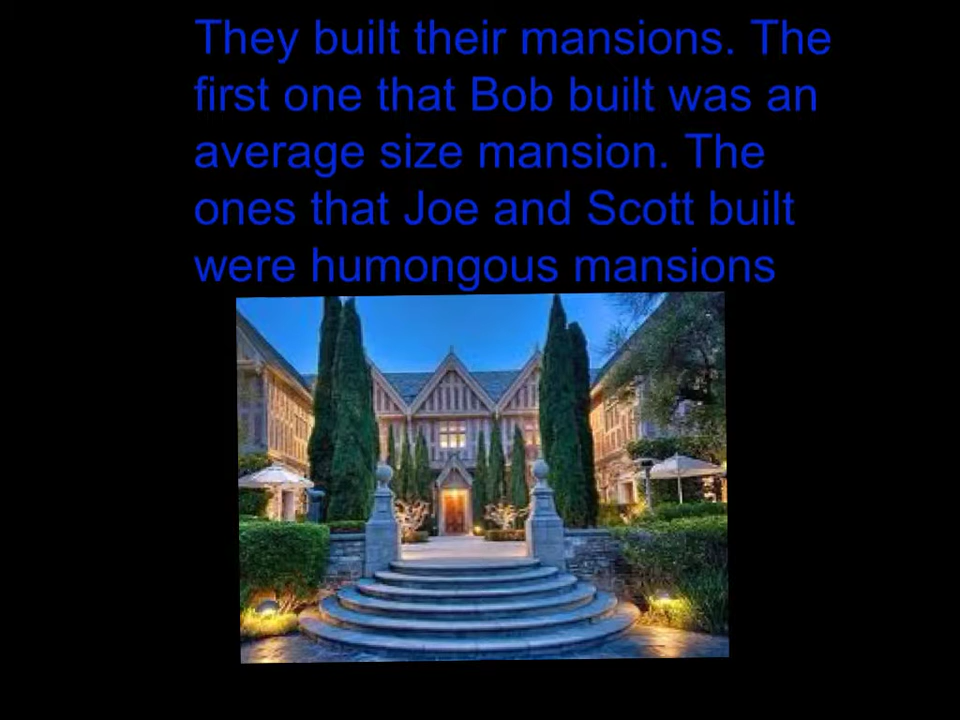 They built their mansions. The
first one that Bob built was an
average size mansion. The
ones that Joe and Scott built
were humongous mansions